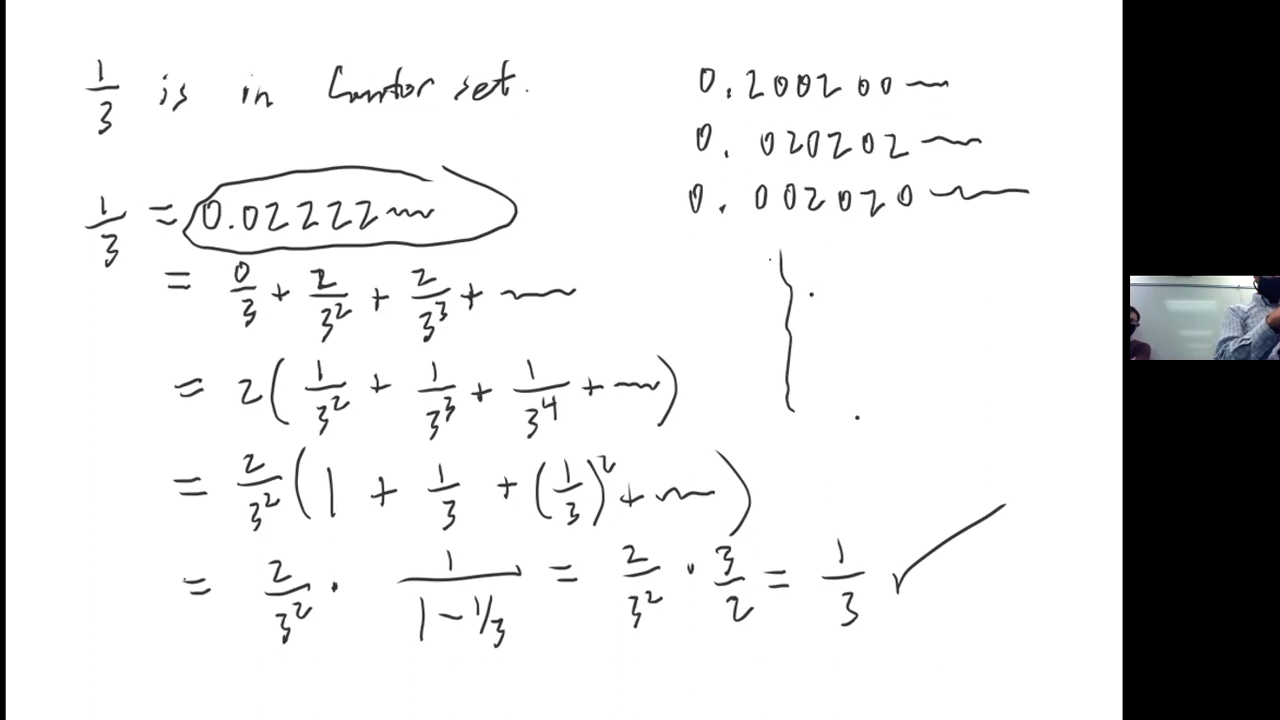 1/3 is in Cantor set.
1/3 = 0.02222~
= 0/3 + 2/3² + 2/3³ + ~
= 2(1/3² + 1/3³ + 1/3⁴ + ~)
= 2/3²(1 + 1/3 + (1/3)² + ~)
= 2/3² · 1/(1 - 1/3) = 2/3² · 3/2 = 1/3 ✓
0.200200~
0.020202~
0.002020~